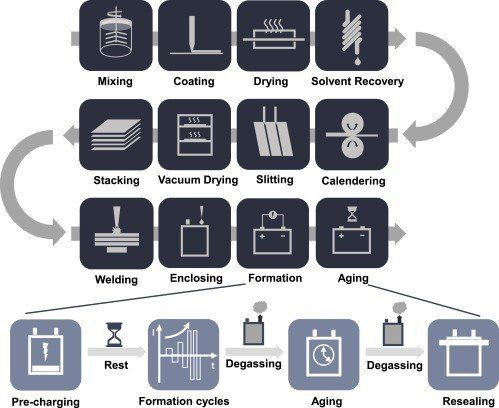 Mixing
Coating
Drying
Solvent Recovery
Stacking
Vacuum Drying
Slitting
Calendering
Welding
Enclosing
Formation
Aging
Pre-charging
Rest
I
t
Formation cycles
Degassing
Aging
Degassing
Resealing